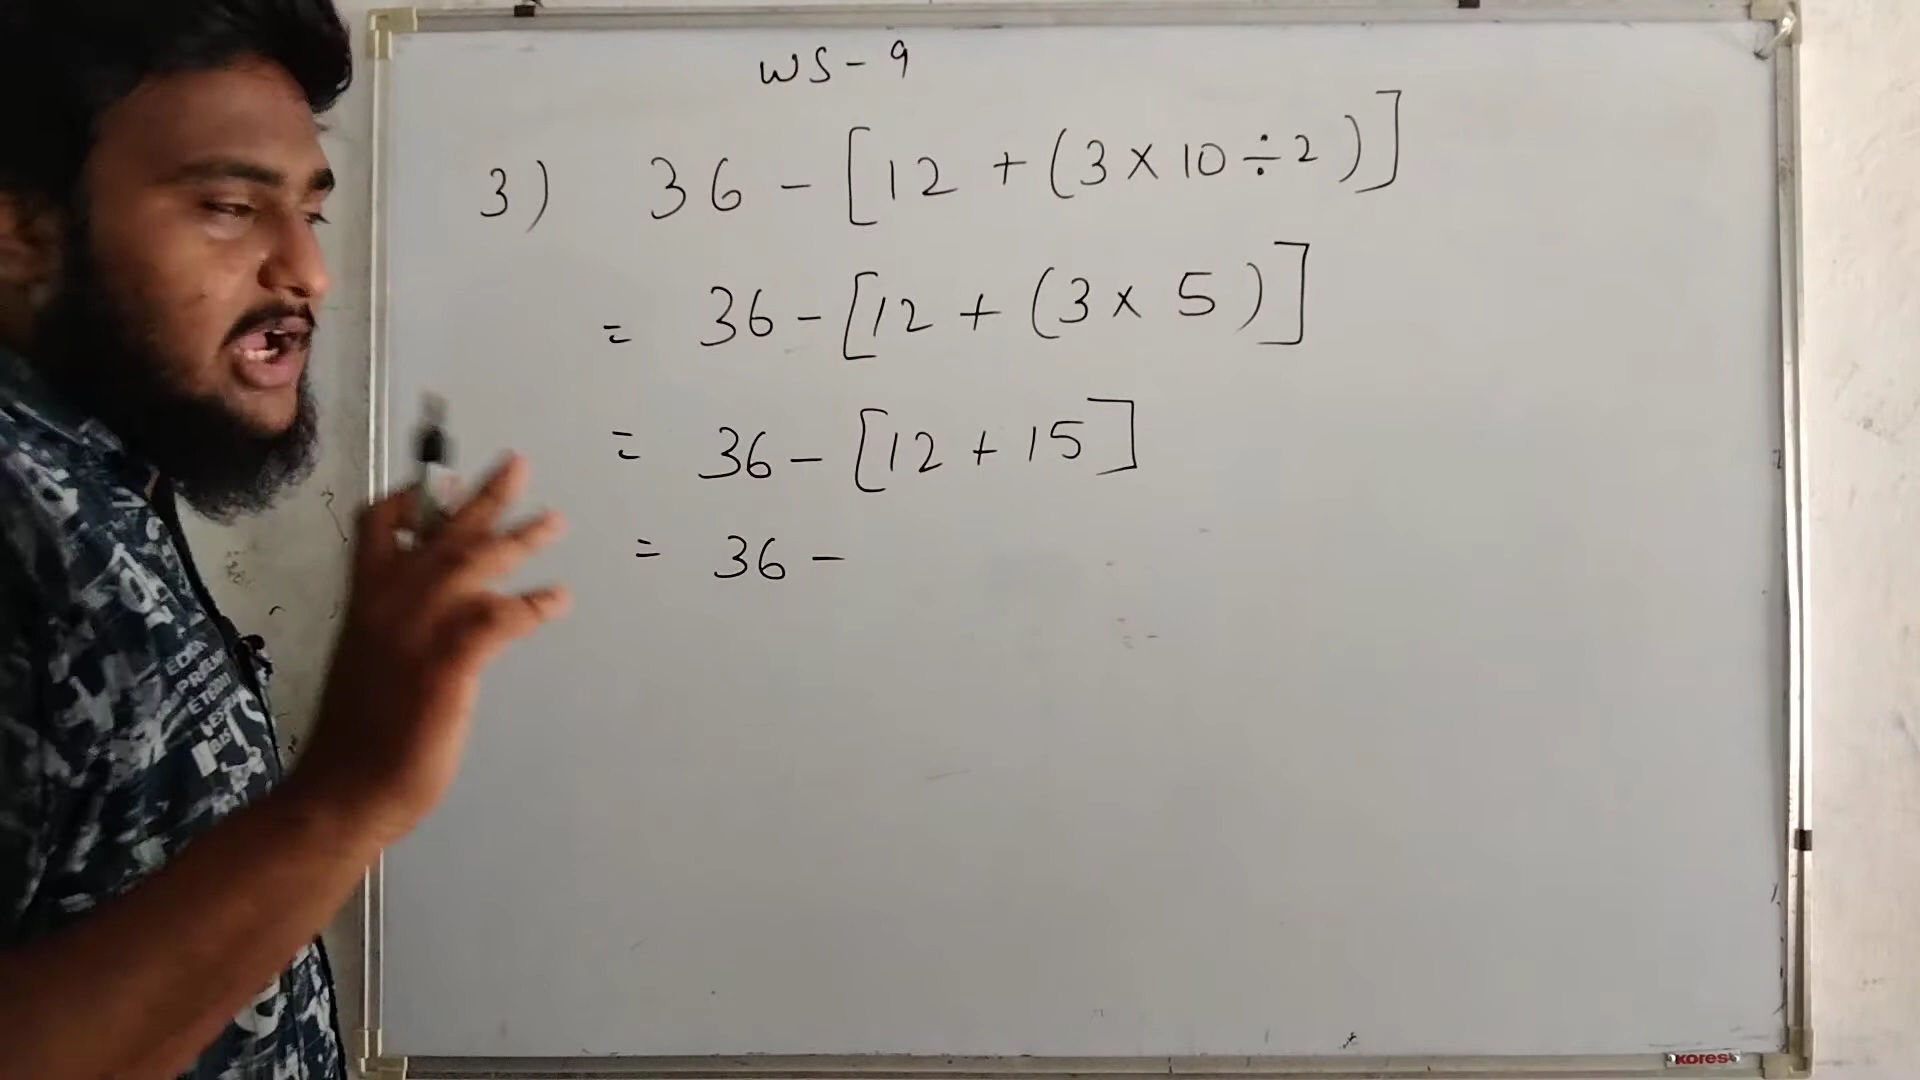 WS - 9
3) 36 - [12 + (3 × 10 ÷ 2)]
= 36 - [12 + (3 × 5)]
= 36 - [12 + 15]
= 36 -
kores